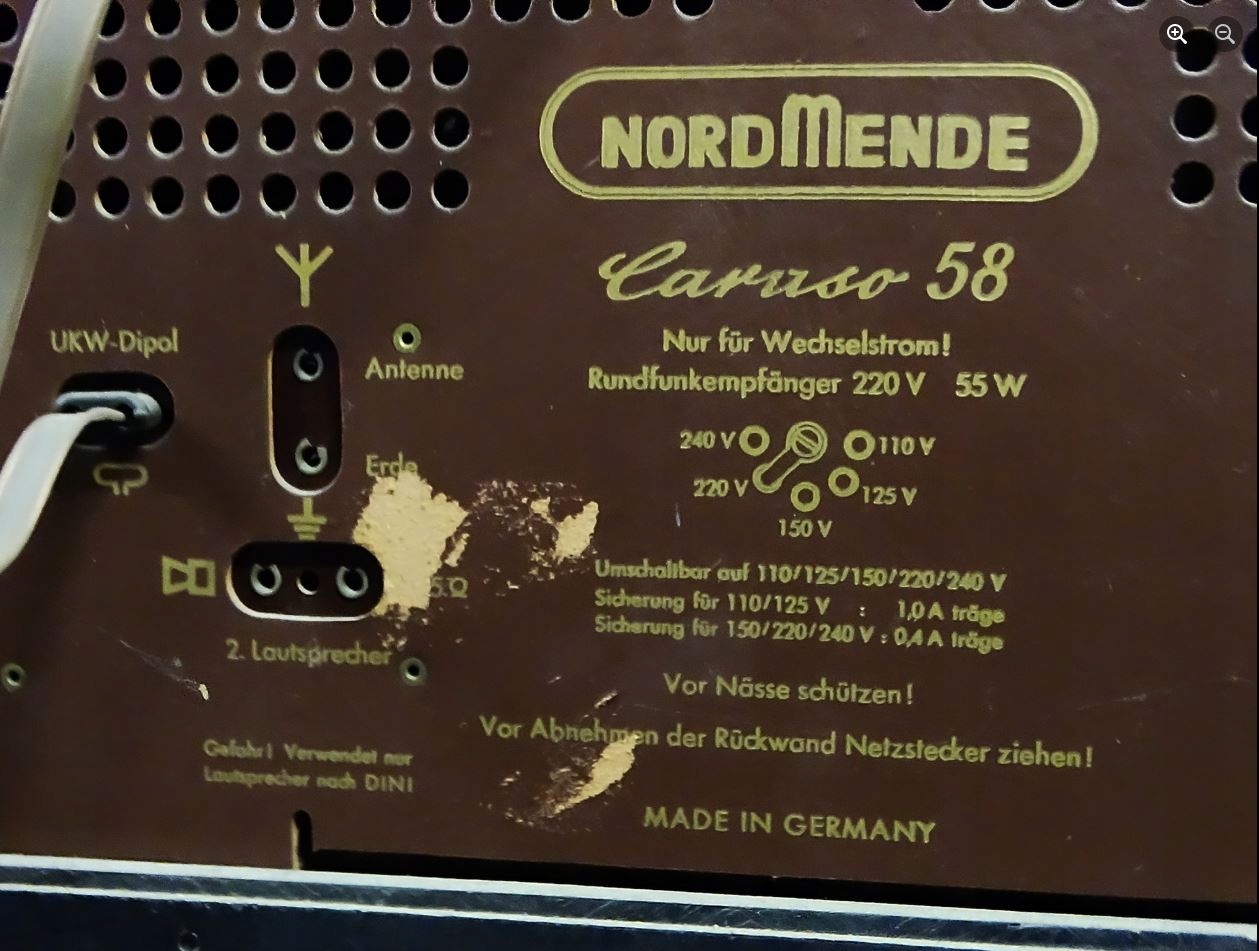 NORDMENDE
Caruso 58
Nur für Wechselstrom!
Rundfunkempfänger 220 V 55 W
240 V
110 V
220 V
125 V
150 V
Umschaltbar auf 110/125/150/220/240 V
Sicherung für 110/125 V : 1,0 A träge
Sicherung für 150/220/240 V : 0,4 A träge
Vor Nässe schützen!
Vor Abnehmen der Rückwand Netzstecker ziehen!
MADE IN GERMANY
UKW-Dipol
Antenne
Erde
5 Ω
2. Lautsprecher
Gefahr! Verwendet nur
Lautsprecher nach DIN!